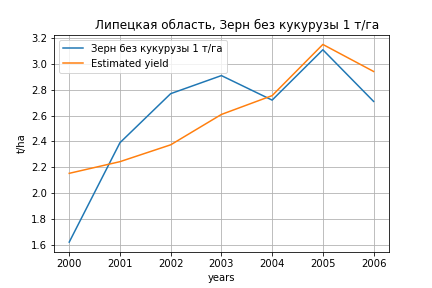 Липецкая область, Зерн без кукурузы 1 т/га
Зерн без кукурузы 1 т/га
Estimated yield
t/ha
3.2
3.0
2.8
2.6
2.4
2.2
2.0
1.8
1.6
2000 2001 2002 2003 2004 2005 2006
years